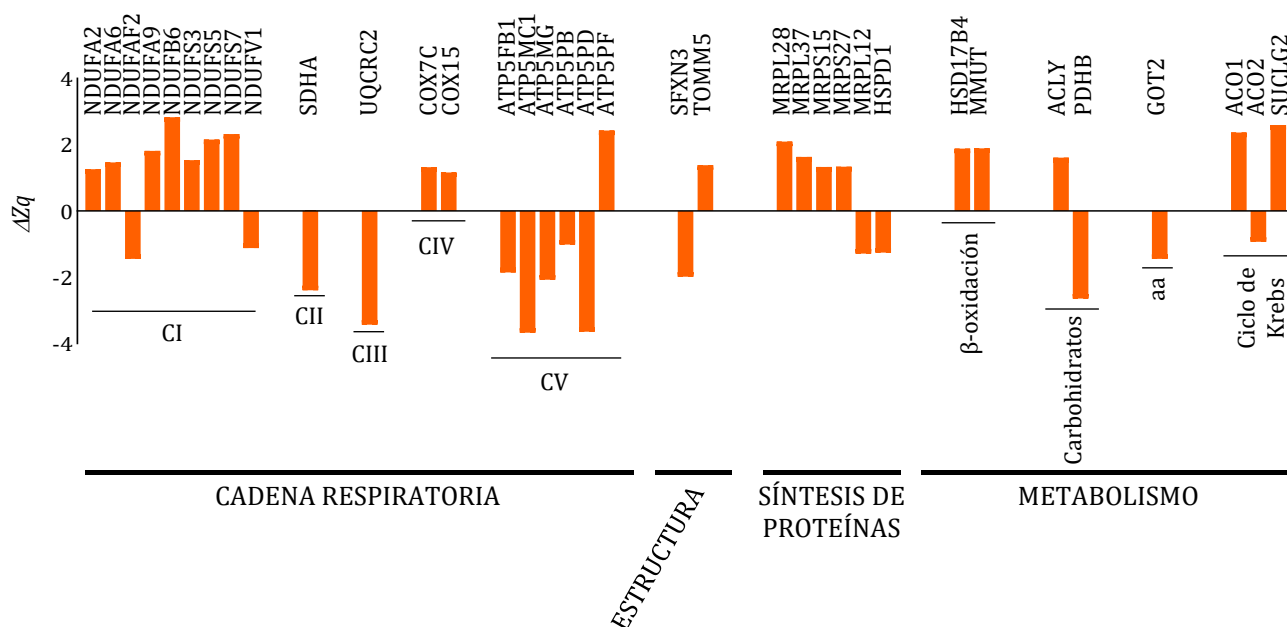 NDUFA2
NDUFA6
NDUFAF2
NDUFA9
NDUFB6
NDUFS3
NDUFS5
NDUFS7
NDUFV1
SDHA
UQCRC2
COX7C
COX15
ATP5FB1
ATP5MC1
ATP5MG
ATP5PB
ATP5PD
ATP5PF
SFXN3
TOMM5
MRPL28
MRPL37
MRPS15
MRPS27
MRPL12
HSPD1
HSD17B4
MMUT
ACLY
PDHB
GOT2
ACO1
ACO2
SUCLG2
4
2
0
-2
-4
ΔZq
CI
CII
CIII
CIV
CV
β-oxidación
Carbohidratos
aa
Ciclo de
Krebs
CADENA RESPIRATORIA
ESTRUCTURA
SÍNTESIS DE
PROTEÍNAS
METABOLISMO